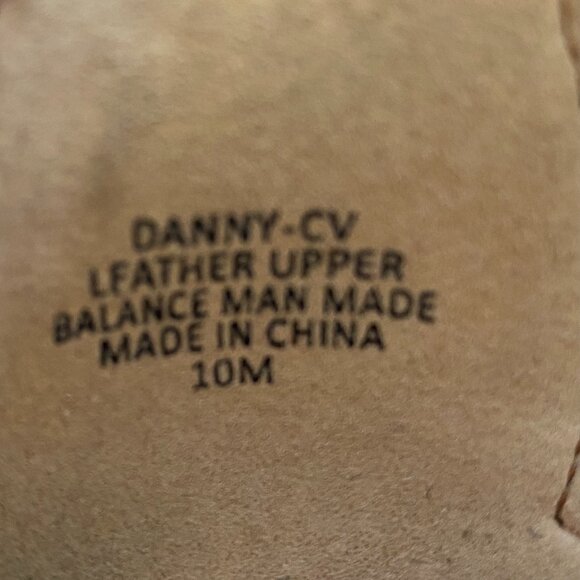 DANNY-CV
LEATHER UPPER
BALANCE MAN MADE
MADE IN CHINA
10M